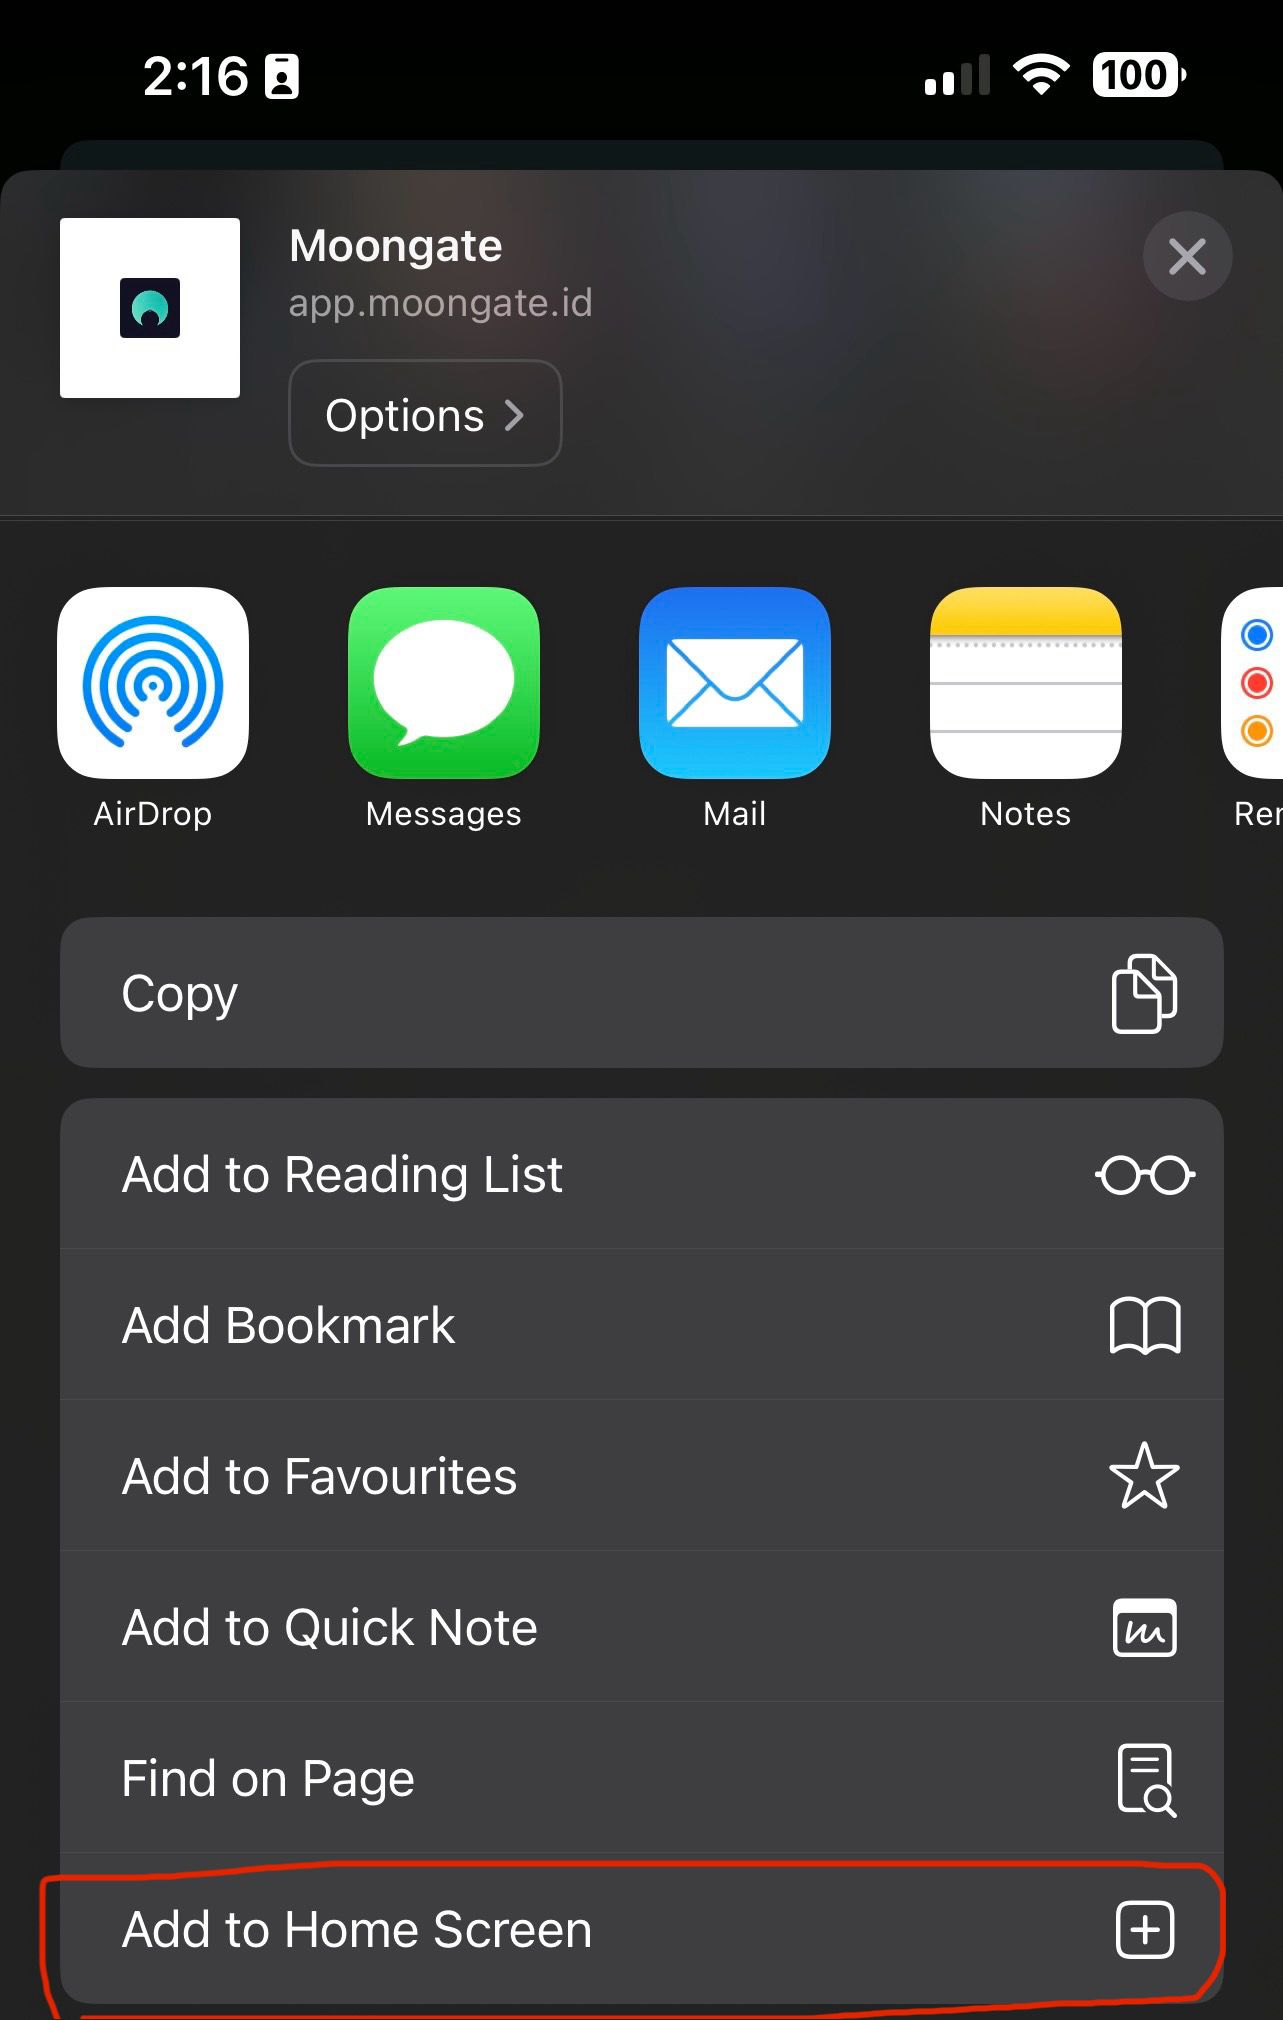 2:16
100
Moongate
app.moongate.id
Options
AirDrop
Messages
Mail
Notes
Copy
Add to Reading List
Add Bookmark
Add to Favourites
Add to Quick Note
Find on Page
Add to Home Screen